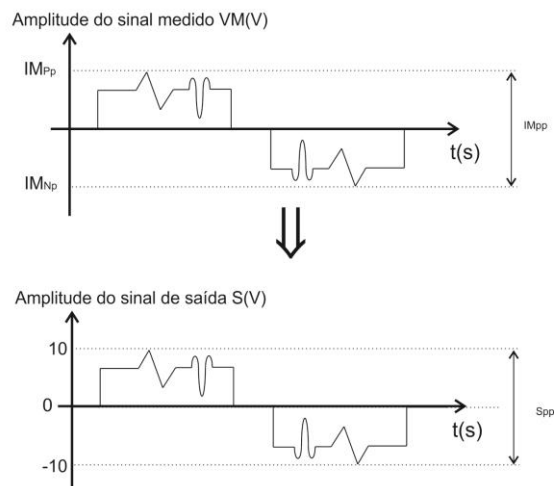 Amplitude do sinal medido VM(V)
IMPp
IMpp
t(s)
IMNp
Amplitude do sinal de saída S(V)
10
0
Spp
t(s)
-10